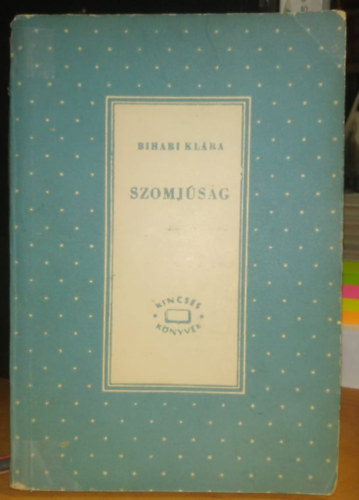 BIHARI KLÁRA
SZOMJÚSÁG
KINCSES
KÖNYVEK